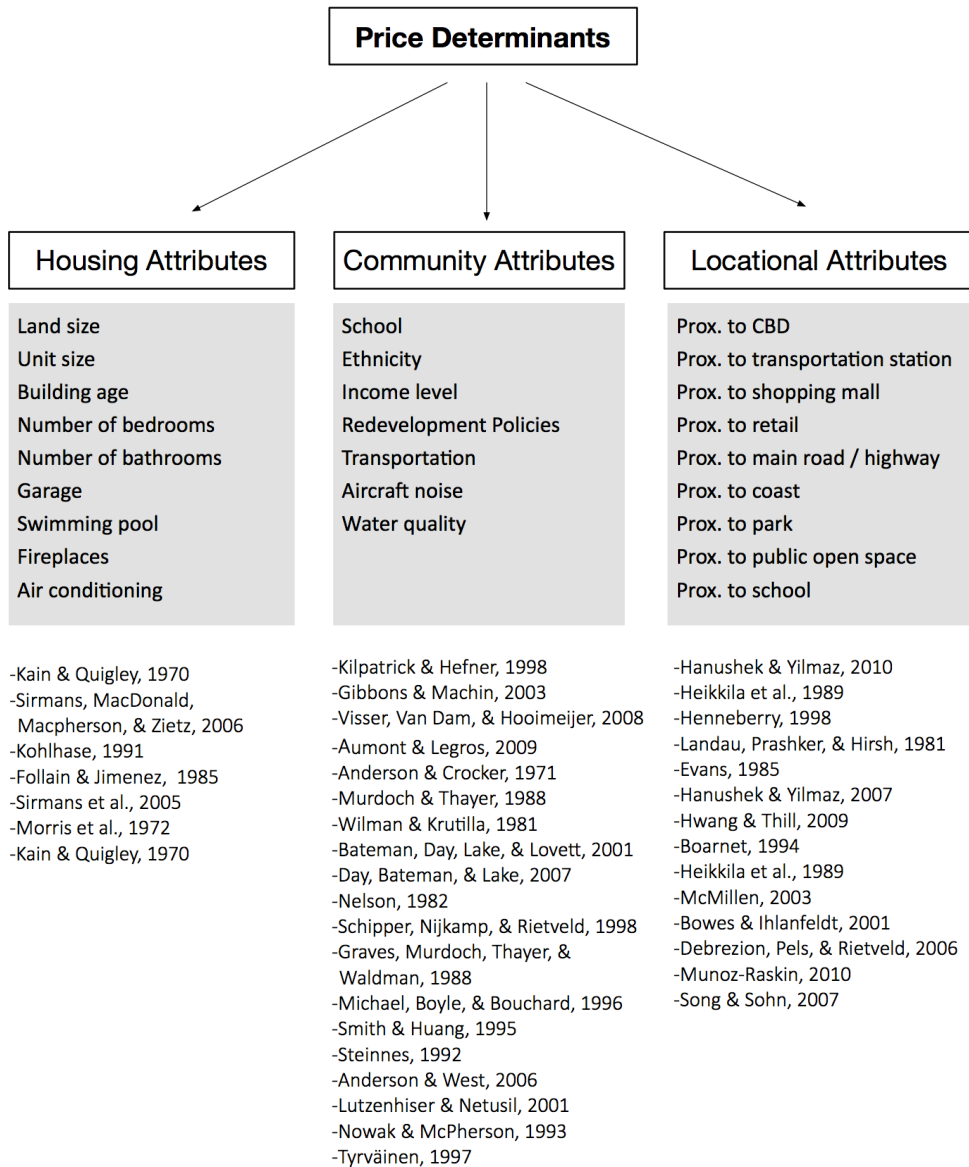 Price Determinants
Housing Attributes
Land size
Unit size
Building age
Number of bedrooms
Number of bathrooms
Garage
Swimming pool
Fireplaces
Air conditioning
-Kain & Quigley, 1970
-Sirmans, MacDonald,
Macpherson, & Zietz, 2006
-Kohlhase, 1991
-Follain & Jimenez, 1985
-Sirmans et al., 2005
-Morris et al., 1972
-Kain & Quigley, 1970
Community Attributes
School
Ethnicity
Income level
Redevelopment Policies
Transportation
Aircraft noise
Water quality
-Kilpatrick & Hefner, 1998
-Gibbons & Machin, 2003
-Visser, Van Dam, & Hooimeijer, 2008
-Aumont & Legros, 2009
-Anderson & Crocker, 1971
-Murdoch & Thayer, 1988
-Wilman & Krutilla, 1981
-Bateman, Day, Lake, & Lovett, 2001
-Day, Bateman, & Lake, 2007
-Nelson, 1982
-Schipper, Nijkamp, & Rietveld, 1998
-Graves, Murdoch, Thayer, &
Waldman, 1988
-Michael, Boyle, & Bouchard, 1996
-Smith & Huang, 1995
-Steinnes, 1992
-Anderson & West, 2006
-Lutzenhiser & Netusil, 2001
-Nowak & McPherson, 1993
-Tyrväinen, 1997
Locational Attributes
Prox. to CBD
Prox. to transportation station
Prox. to shopping mall
Prox. to retail
Prox. to main road / highway
Prox. to coast
Prox. to park
Prox. to public open space
Prox. to school
-Hanushek & Yilmaz, 2010
-Heikkila et al., 1989
-Henneberry, 1998
-Landau, Prashker, & Hirsh, 1981
-Evans, 1985
-Hanushek & Yilmaz, 2007
-Hwang & Thill, 2009
-Boarnet, 1994
-Heikkila et al., 1989
-McMillen, 2003
-Bowes & Ihlanfeldt, 2001
-Debrezion, Pels, & Rietveld, 2006
-Munoz-Raskin, 2010
-Song & Sohn, 2007